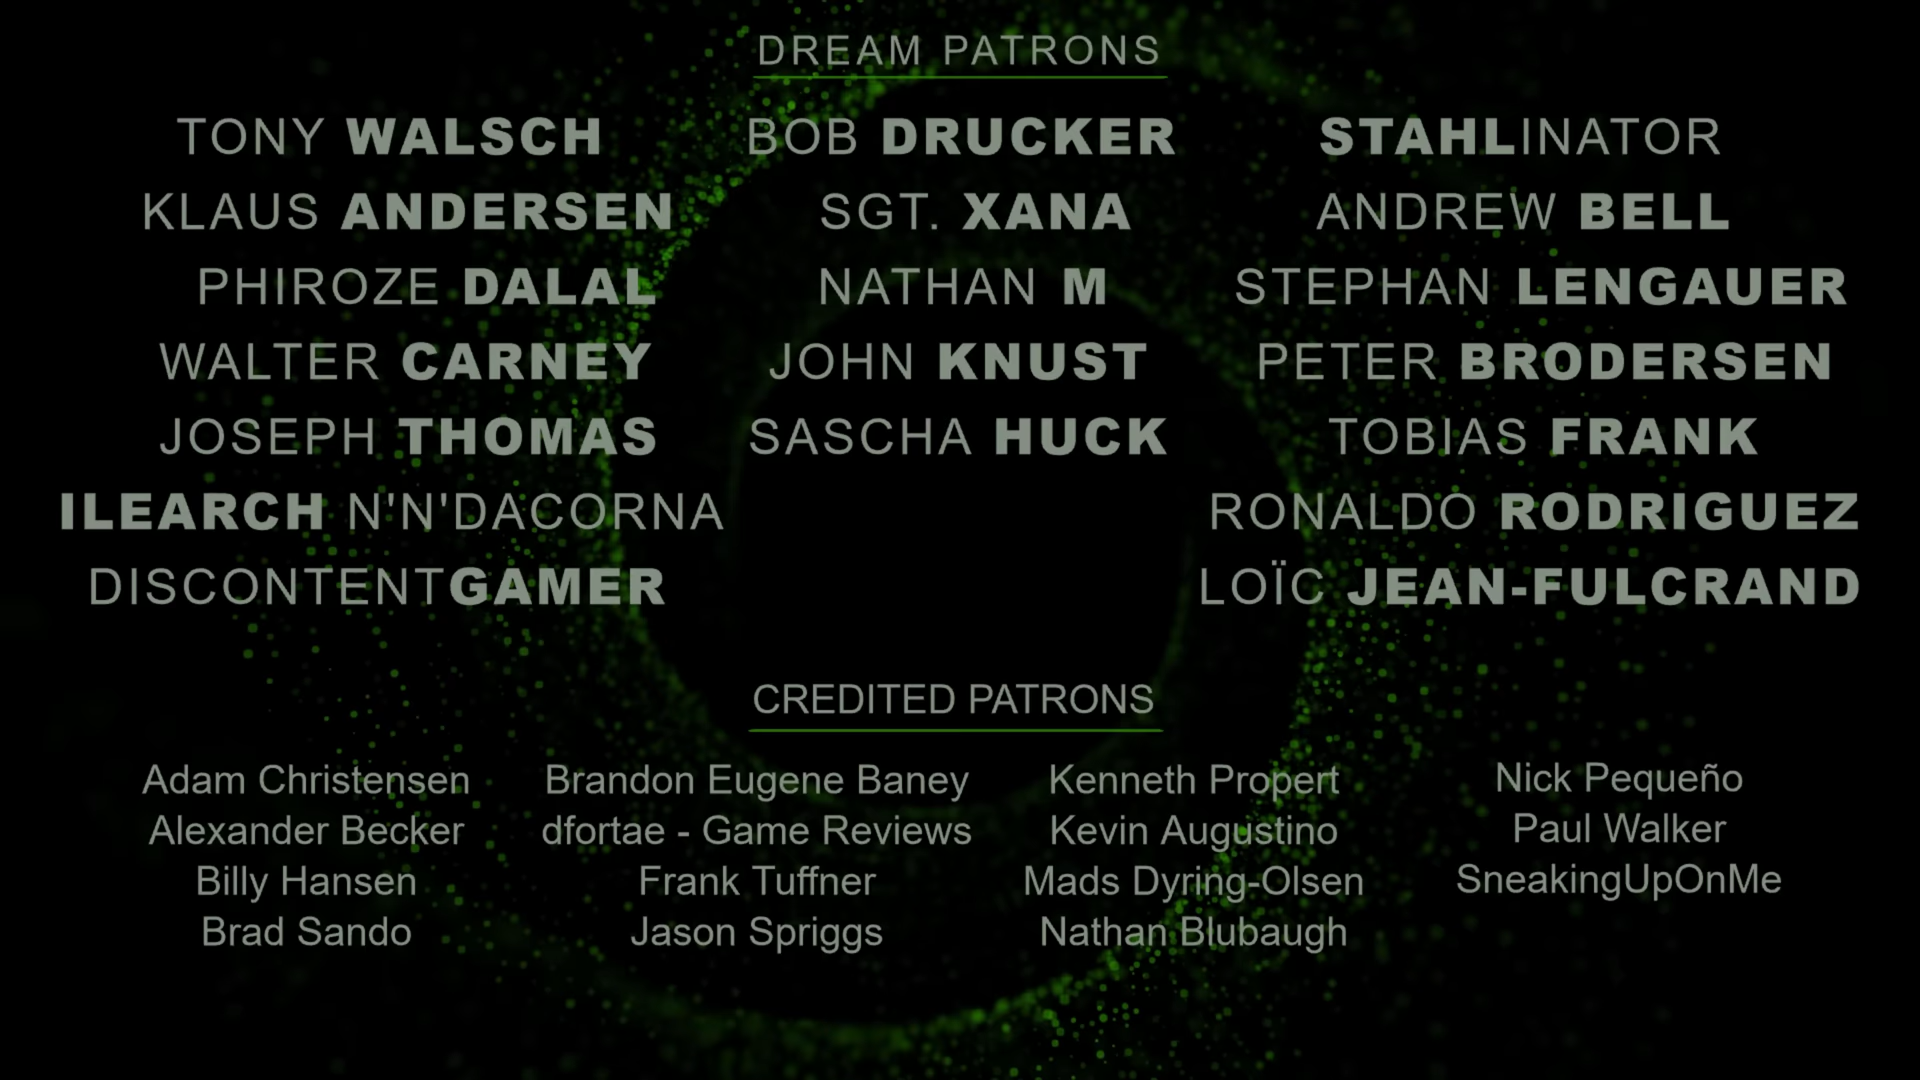 DREAM PATRONS
TONY WALSCH
KLAUS ANDERSEN
PHIROZE DALAL
WALTER CARNEY
JOSEPH THOMAS
ILEARCH N'N'DACORNA
DISCONTENTGAMER
BOB DRUCKER
SGT. XANA
NATHAN M
JOHN KNUST
SASCHA HUCK
STAHLINATOR
ANDREW BELL
STEPHAN LENGAUER
PETER BRODERSEN
TOBIAS FRANK
RONALDO RODRIGUEZ
LOÏC JEAN-FULCRAND
CREDITED PATRONS
Adam Christensen
Alexander Becker
Billy Hansen
Brad Sando
Brandon Eugene Baney
dfortae - Game Reviews
Frank Tuffner
Jason Spriggs
Kenneth Propert
Kevin Augustino
Mads Dyring-Olsen
Nathan Blubaugh
Nick Pequeño
Paul Walker
SneakingUpOnMe